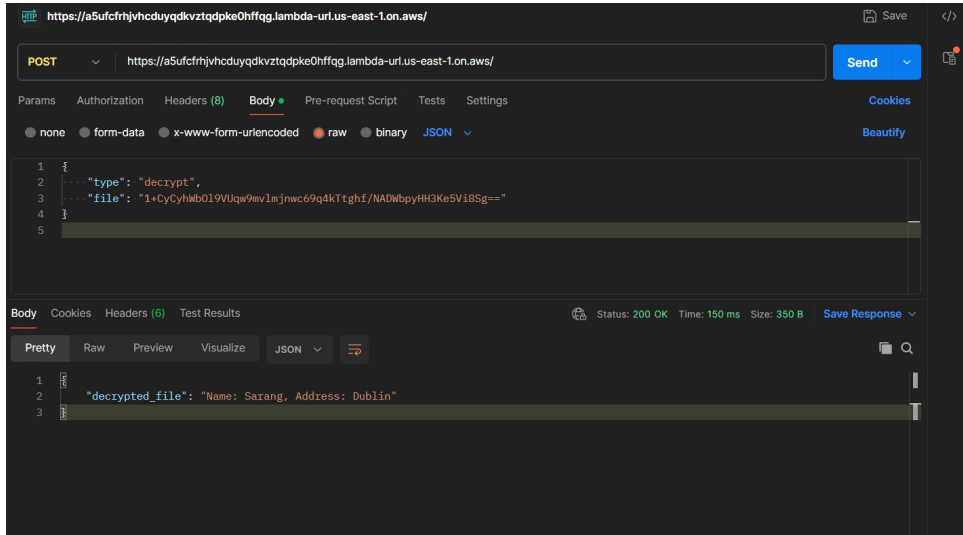 HTTP https://a5ufcfrhjvhcduyqdkvztqdpke0hffqg.lambda-url.us-east-1.on.aws/ Save </>
POST https://a5ufcfrhjvhcduyqdkvztqdpke0hffqg.lambda-url.us-east-1.on.aws/ Send
Params Authorization Headers (8) Body Pre-request Script Tests Settings Cookies
none form-data x-www-form-urlencoded raw binary JSON Beautify
1 {
2 "type": "decrypt",
3 "file": "1+CyCyhWbOl9VUqw9mvlmjnwc69q4kTtghf/NADWbpyHH3Ke5Vi8Sg=="
4 }
5
Body Cookies Headers (6) Test Results Status: 200 OK Time: 150 ms Size: 350 B Save Response
Pretty Raw Preview Visualize JSON
1 {
2 "decrypted_file": "Name: Sarang, Address: Dublin"
3 }